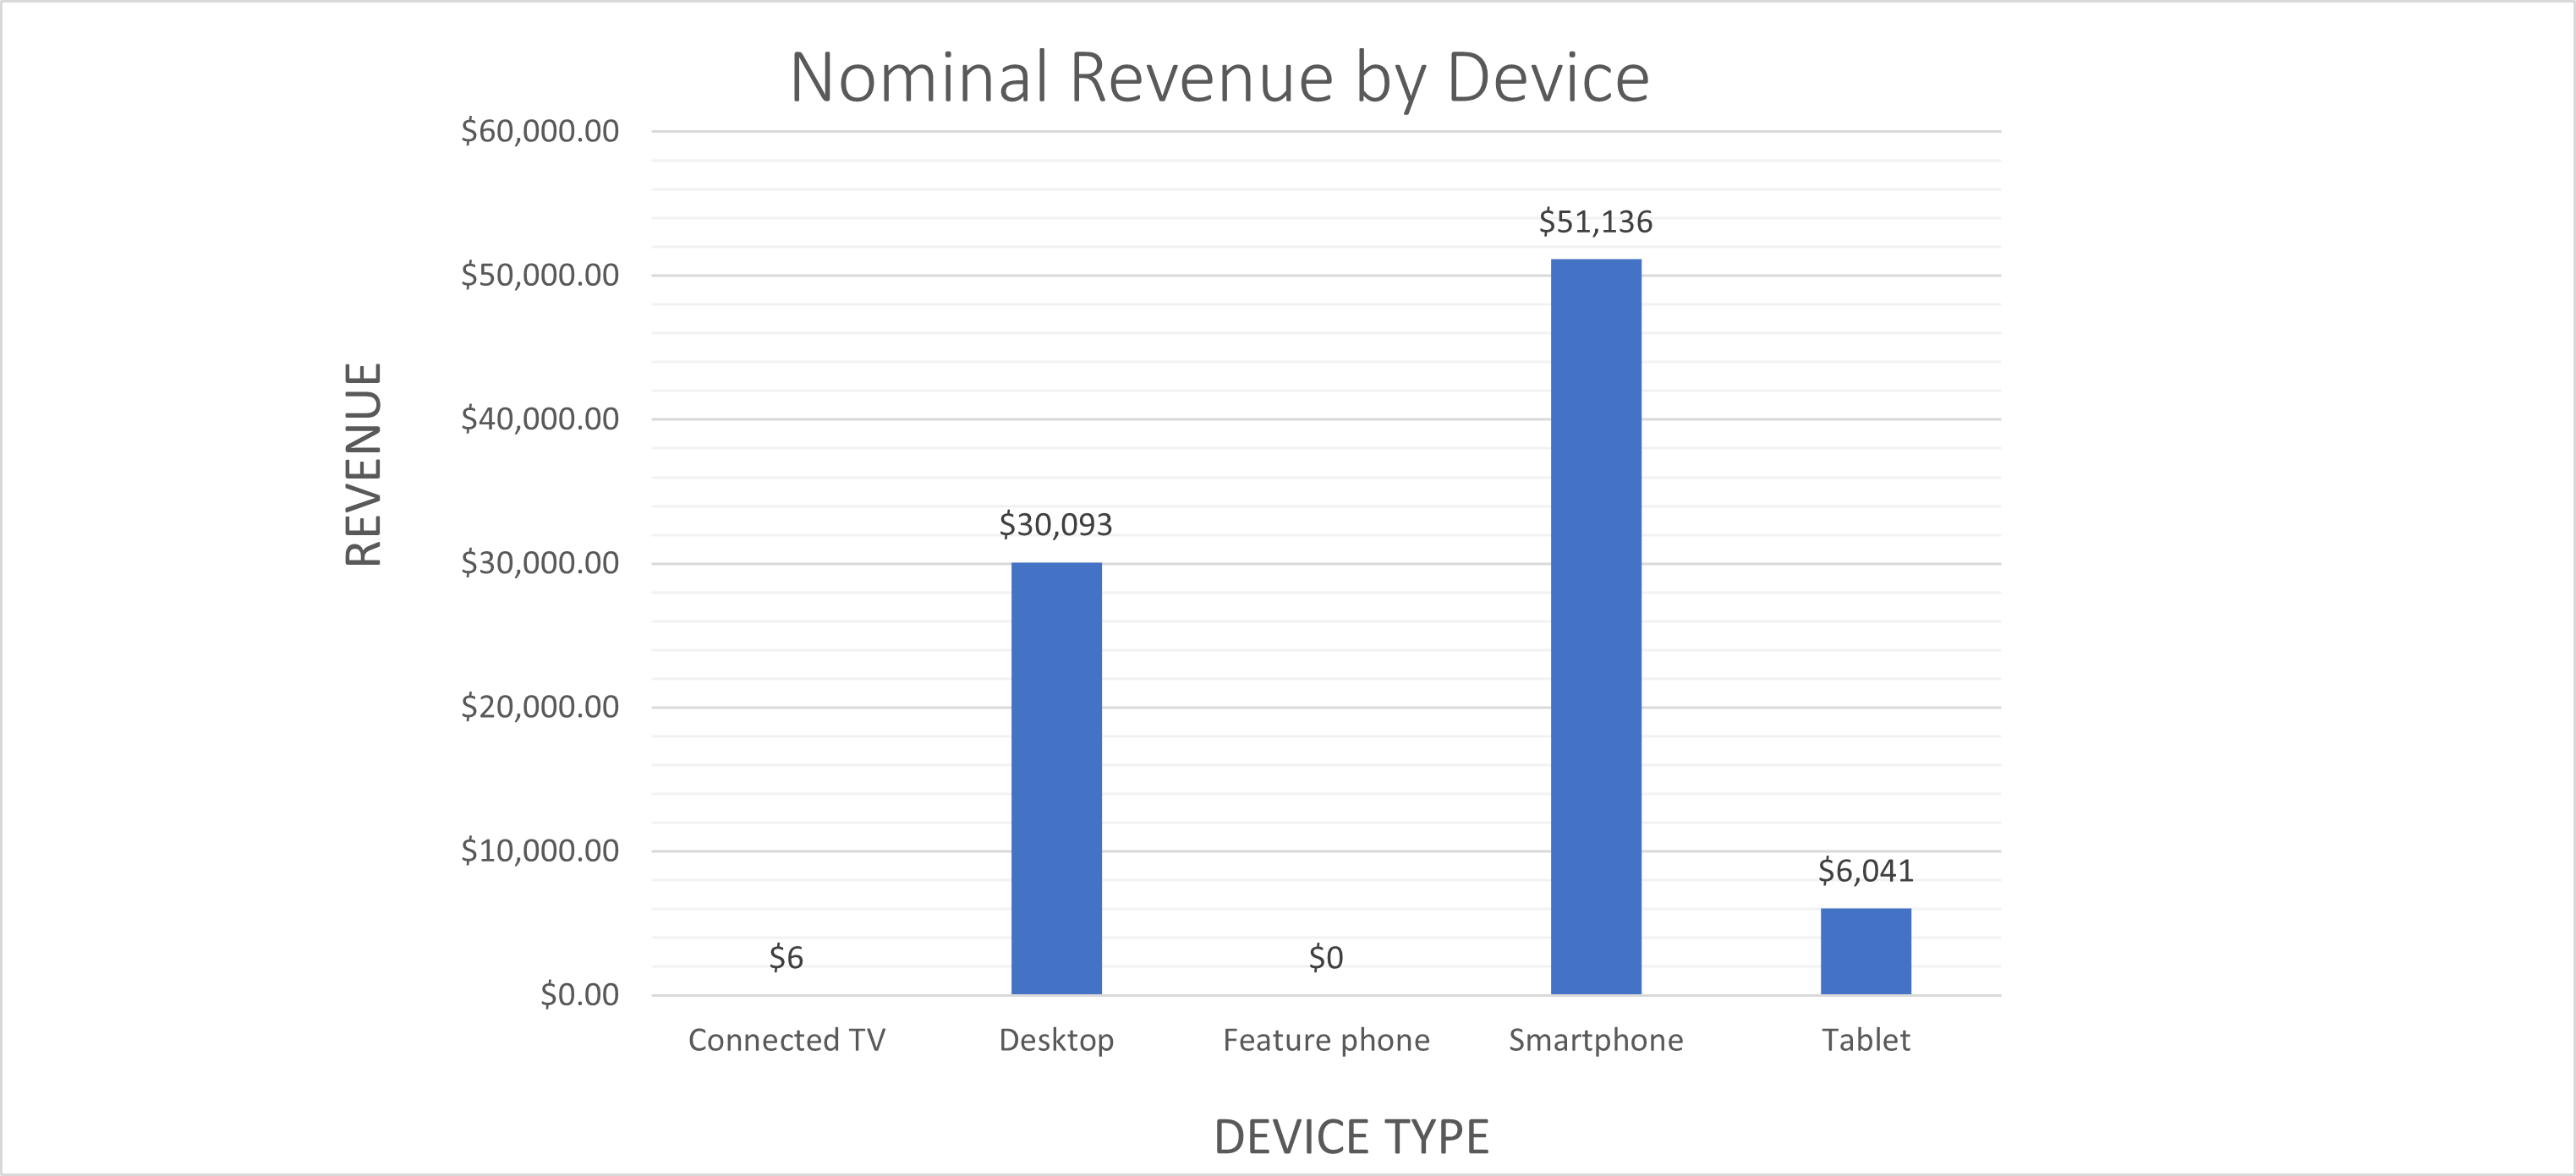 Nominal Revenue by Device
$60,000.00
$50,000.00
$40,000.00
$30,000.00
$20,000.00
$10,000.00
$0.00
REVENUE
$6
$30,093
$0
$51,136
$6,041
Connected TV
Desktop
Feature phone
Smartphone
Tablet
DEVICE TYPE